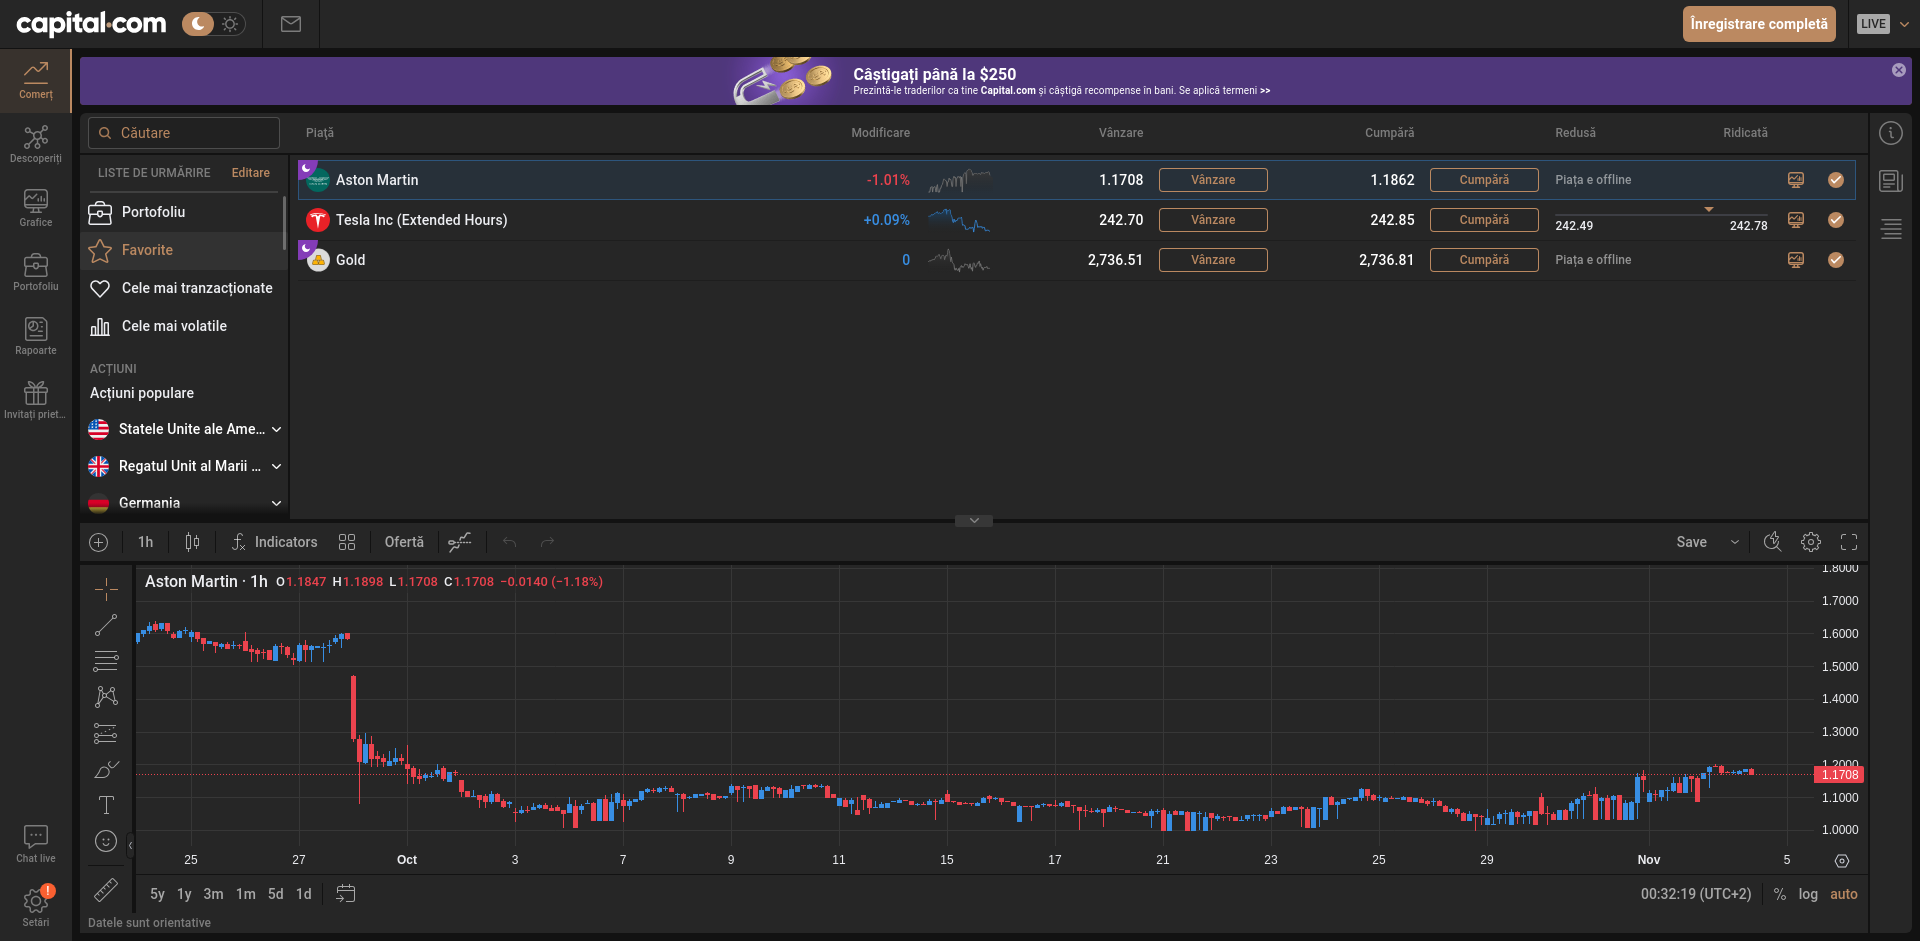 capital.com
Înregistrare completă
LIVE
Comerț
Descoperiți
Grafice
Portofoliu
Rapoarte
Invitați priet...
Chat live
!
Setări
Câștigați până la $250
Prezintă-le traderilor ca tine Capital.com și câștigă recompense în bani. Se aplică termeni >>
Căutare
Piață Modificare Vânzare Cumpără Redusă Ridicată
LISTE DE URMĂRIRE Editare
Portofoliu
Favorite
Cele mai tranzacționate
Cele mai volatile
ACȚIUNI
Acțiuni populare
Statele Unite ale Ame...
Regatul Unit al Marii ...
Germania
Aston Martin -1.01% 1.1708 Vânzare 1.1862 Cumpără Piața e offline
Tesla Inc (Extended Hours) +0.09% 242.70 Vânzare 242.85 Cumpără 242.49 242.78
Gold 0 2,736.51 Vânzare 2,736.81 Cumpără Piața e offline
1h Indicators Ofertă Save
Aston Martin · 1h O1.1847 H1.1898 L1.1708 C1.1708 −0.0140 (−1.18%)
1.8000
1.7000
1.6000
1.5000
1.4000
1.3000
1.2000
1.1708
1.1000
1.0000
25 27 Oct 3 7 9 11 15 17 21 23 25 29 Nov 5
5y 1y 3m 1m 5d 1d 00:32:19 (UTC+2) % log auto
Datele sunt orientative